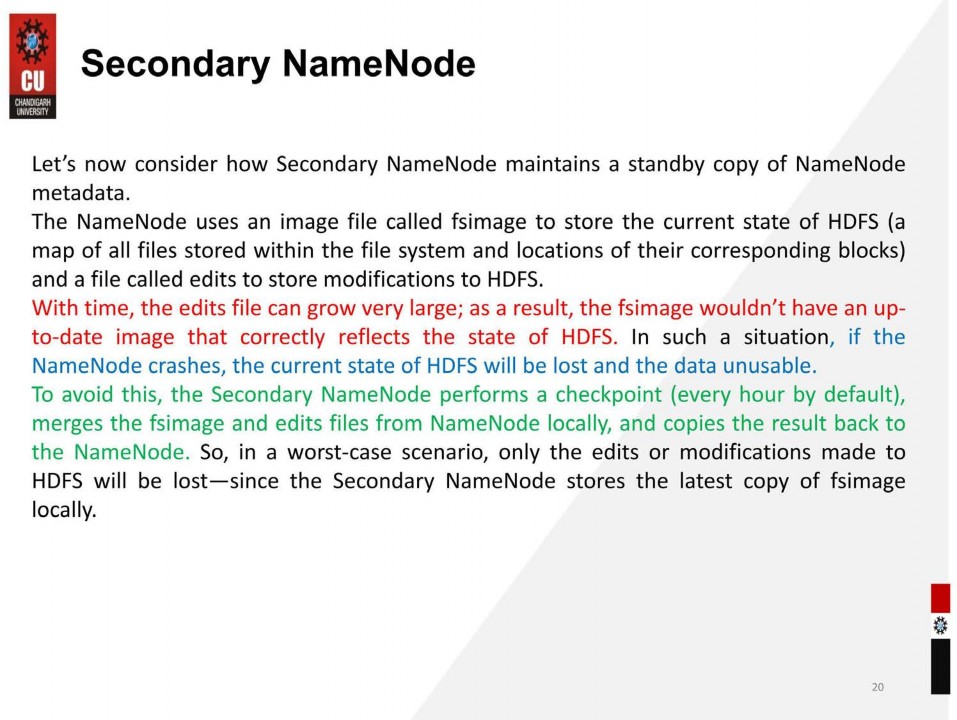 CU
CHANDIGARH
UNIVERSITY
Secondary NameNode
Let’s now consider how Secondary NameNode maintains a standby copy of NameNode
metadata.
The NameNode uses an image file called fsimage to store the current state of HDFS (a
map of all files stored within the file system and locations of their corresponding blocks)
and a file called edits to store modifications to HDFS.
With time, the edits file can grow very large; as a result, the fsimage wouldn’t have an up-
to-date image that correctly reflects the state of HDFS. In such a situation, if the
NameNode crashes, the current state of HDFS will be lost and the data unusable.
To avoid this, the Secondary NameNode performs a checkpoint (every hour by default),
merges the fsimage and edits files from NameNode locally, and copies the result back to
the NameNode. So, in a worst-case scenario, only the edits or modifications made to
HDFS will be lost—since the Secondary NameNode stores the latest copy of fsimage
locally.
20